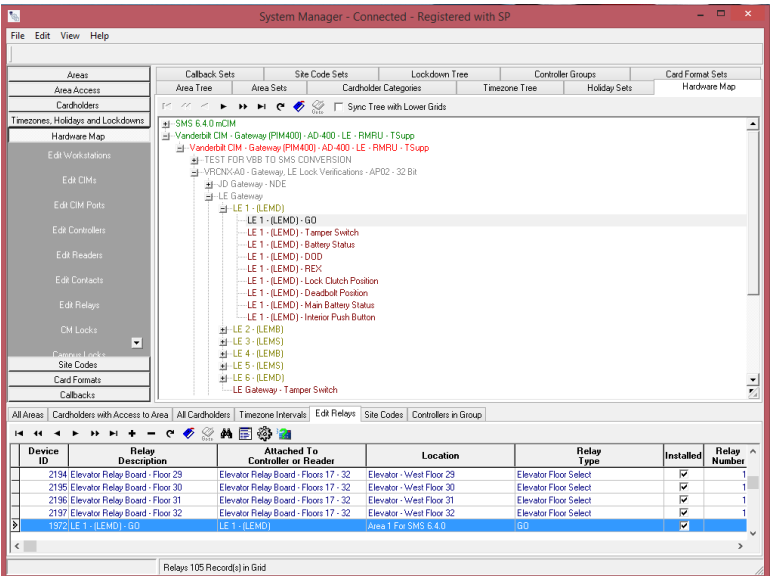 System Manager - Connected - Registered with SP
File Edit View Help
Areas
Area Access
Cardholders
Timezones, Holidays and Lockdowns
Hardware Map
Edit Workstations
Edit CIMs
Edit CIM Ports
Edit Controllers
Edit Readers
Edit Contacts
Edit Relays
CM Locks
Campus Locks
Site Codes
Card Formats
Callbacks
Callback Sets Site Code Sets Lockdown Tree Controller Groups Card Format Sets
Area Tree Area Sets Cardholder Categories Timezone Tree Holiday Sets Hardware Map
Sync Tree with Lower Grids
SMS 6.4.0 mCIM
Vanderbilt CIM - Gateway (PIM400) - AD-400 - LE - RMRU - TSupp
Vanderbilt CIM - Gateway (PIM400) - AD-400 - LE - RMRU - TSupp
TEST FOR VBB TO SMS CONVERSION
VRCNX-A0 - Gateway, LE Lock Verifications - AP02 - 32 Bit
JD Gateway - NDE
LE Gateway
LE 1 - (LEMD)
LE 1 - (LEMD) - GO
LE 1 - (LEMD) - Tamper Switch
LE 1 - (LEMD) - Battery Status
LE 1 - (LEMD) - DOD
LE 1 - (LEMD) - REX
LE 1 - (LEMD) - Lock Clutch Position
LE 1 - (LEMD) - Deadbolt Position
LE 1 - (LEMD) - Main Battery Status
LE 1 - (LEMD) - Interior Push Button
LE 2 - (LEMB)
LE 3 - (LEMS)
LE 4 - (LEMB)
LE 5 - (LEMS)
LE 6 - (LEMD)
LE Gateway - Tamper Switch
All Areas Cardholders with Access to Area All Cardholders Timezone Intervals Edit Relays Site Codes Controllers in Group
Device ID Relay Description Attached To Controller or Reader Location Relay Type Installed Relay Number
2194 Elevator Relay Board - Floor 29 Elevator Relay Board - Floors 17 - 32 Elevator - West Floor 29 Elevator Floor Select 1
2195 Elevator Relay Board - Floor 30 Elevator Relay Board - Floors 17 - 32 Elevator - West Floor 30 Elevator Floor Select 1
2196 Elevator Relay Board - Floor 31 Elevator Relay Board - Floors 17 - 32 Elevator - West Floor 31 Elevator Floor Select 1
2197 Elevator Relay Board - Floor 32 Elevator Relay Board - Floors 17 - 32 Elevator - West Floor 32 Elevator Floor Select 1
1972 LE 1 - (LEMD) - GO LE 1 - (LEMD) Area 1 For SMS 6.4.0 GO 1
Relays 105 Record(s) in Grid